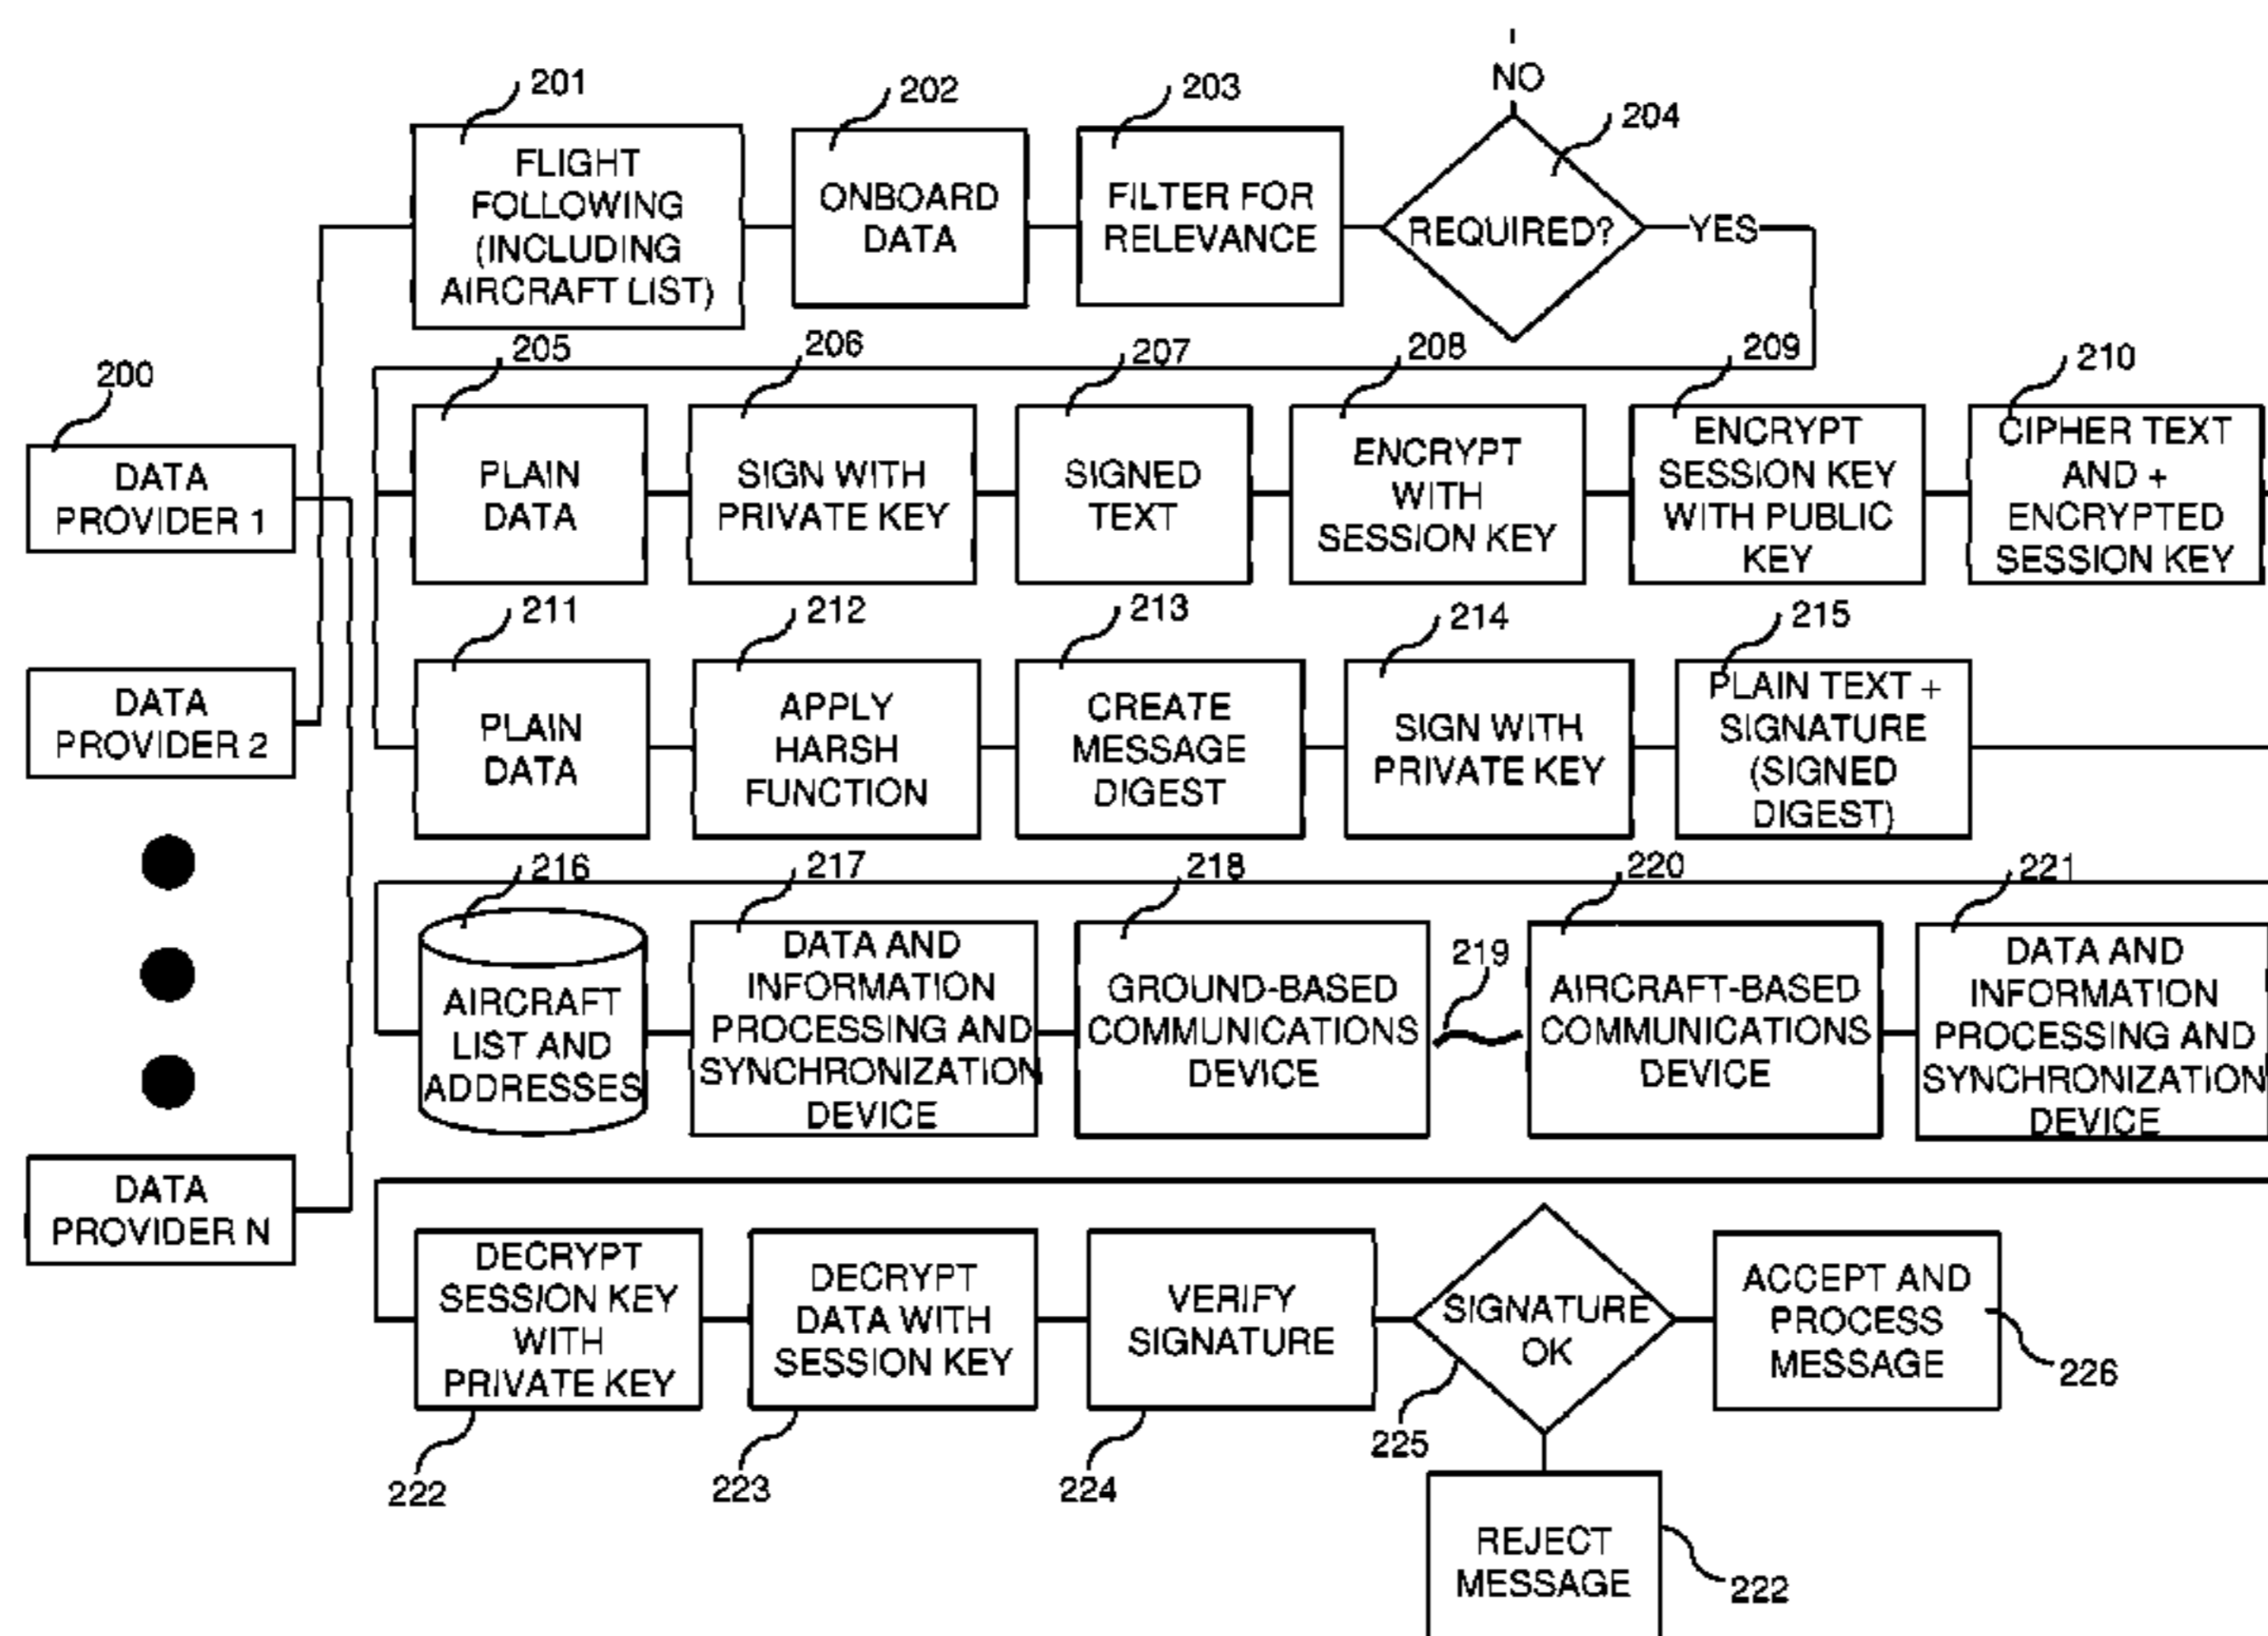 NO
201
202
203
204
FLIGHT
FOLLOWING
(INCLUDING
AIRCRAFT LIST)
ONBOARD
DATA
FILTER FOR
RELEVANCE
REQUIRED?
YES
200
DATA
PROVIDER 1
DATA
PROVIDER 2
DATA
PROVIDER N
205
206
207
208
209
210
PLAIN
DATA
SIGN WITH
PRIVATE KEY
SIGNED
TEXT
ENCRYPT
WITH
SESSION KEY
ENCRYPT
SESSION KEY
WITH PUBLIC
KEY
CIPHER TEXT
AND +
ENCRYPTED
SESSION KEY
211
212
213
214
215
PLAIN
DATA
APPLY
HARSH
FUNCTION
CREATE
MESSAGE
DIGEST
SIGN WITH
PRIVATE KEY
PLAIN TEXT +
SIGNATURE
(SIGNED
DIGEST)
216
217
218
219
220
221
AIRCRAFT
LIST AND
ADDRESSES
DATA AND
INFORMATION
PROCESSING AND
SYNCHRONIZATION
DEVICE
GROUND-BASED
COMMUNICATIONS
DEVICE
AIRCRAFT-BASED
COMMUNICATIONS
DEVICE
DATA AND
INFORMATION
PROCESSING AND
SYNCHRONIZATION
DEVICE
DECRYPT
SESSION KEY
WITH
PRIVATE KEY
DECRYPT
DATA WITH
SESSION KEY
VERIFY
SIGNATURE
SIGNATURE
OK
ACCEPT AND
PROCESS
MESSAGE
222
223
224
225
226
REJECT
MESSAGE
222